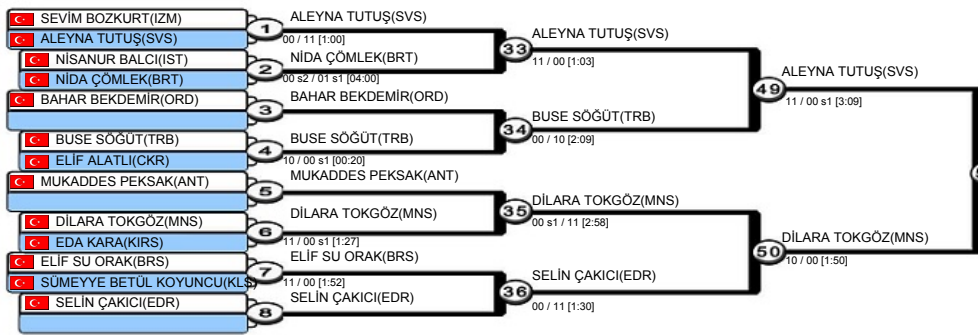 SEVİM BOZKURT(IZM)
ALEYNA TUTUŞ(SVS)
1
ALEYNA TUTUŞ(SVS)
00 / 11 [1:00]
NİSANUR BALCI(IST)
NİDA ÇÖMLEK(BRT)
2
NİDA ÇÖMLEK(BRT)
00 s2 / 01 s1 [04:00]
BAHAR BEKDEMİR(ORD)
3
BAHAR BEKDEMİR(ORD)
BUSE SÖĞÜT(TRB)
ELİF ALATLI(CKR)
4
BUSE SÖĞÜT(TRB)
10 / 00 s1 [00:20]
MUKADDES PEKSAK(ANT)
5
MUKADDES PEKSAK(ANT)
DİLARA TOKGÖZ(MNS)
EDA KARA(KIRS)
6
DİLARA TOKGÖZ(MNS)
11 / 00 s1 [1:27]
ELİF SU ORAK(BRS)
SÜMEYYE BETÜL KOYUNCU(KLS
7
ELİF SU ORAK(BRS)
11 / 00 [1:52]
SELİN ÇAKICI(EDR)
8
SELİN ÇAKICI(EDR)
33
ALEYNA TUTUŞ(SVS)
11 / 00 [1:03]
34
BUSE SÖĞÜT(TRB)
00 / 10 [2:09]
35
DİLARA TOKGÖZ(MNS)
00 s1 / 11 [2:58]
36
SELİN ÇAKICI(EDR)
00 / 11 [1:30]
49
ALEYNA TUTUŞ(SVS)
11 / 00 s1 [3:09]
50
DİLARA TOKGÖZ(MNS)
10 / 00 [1:50]